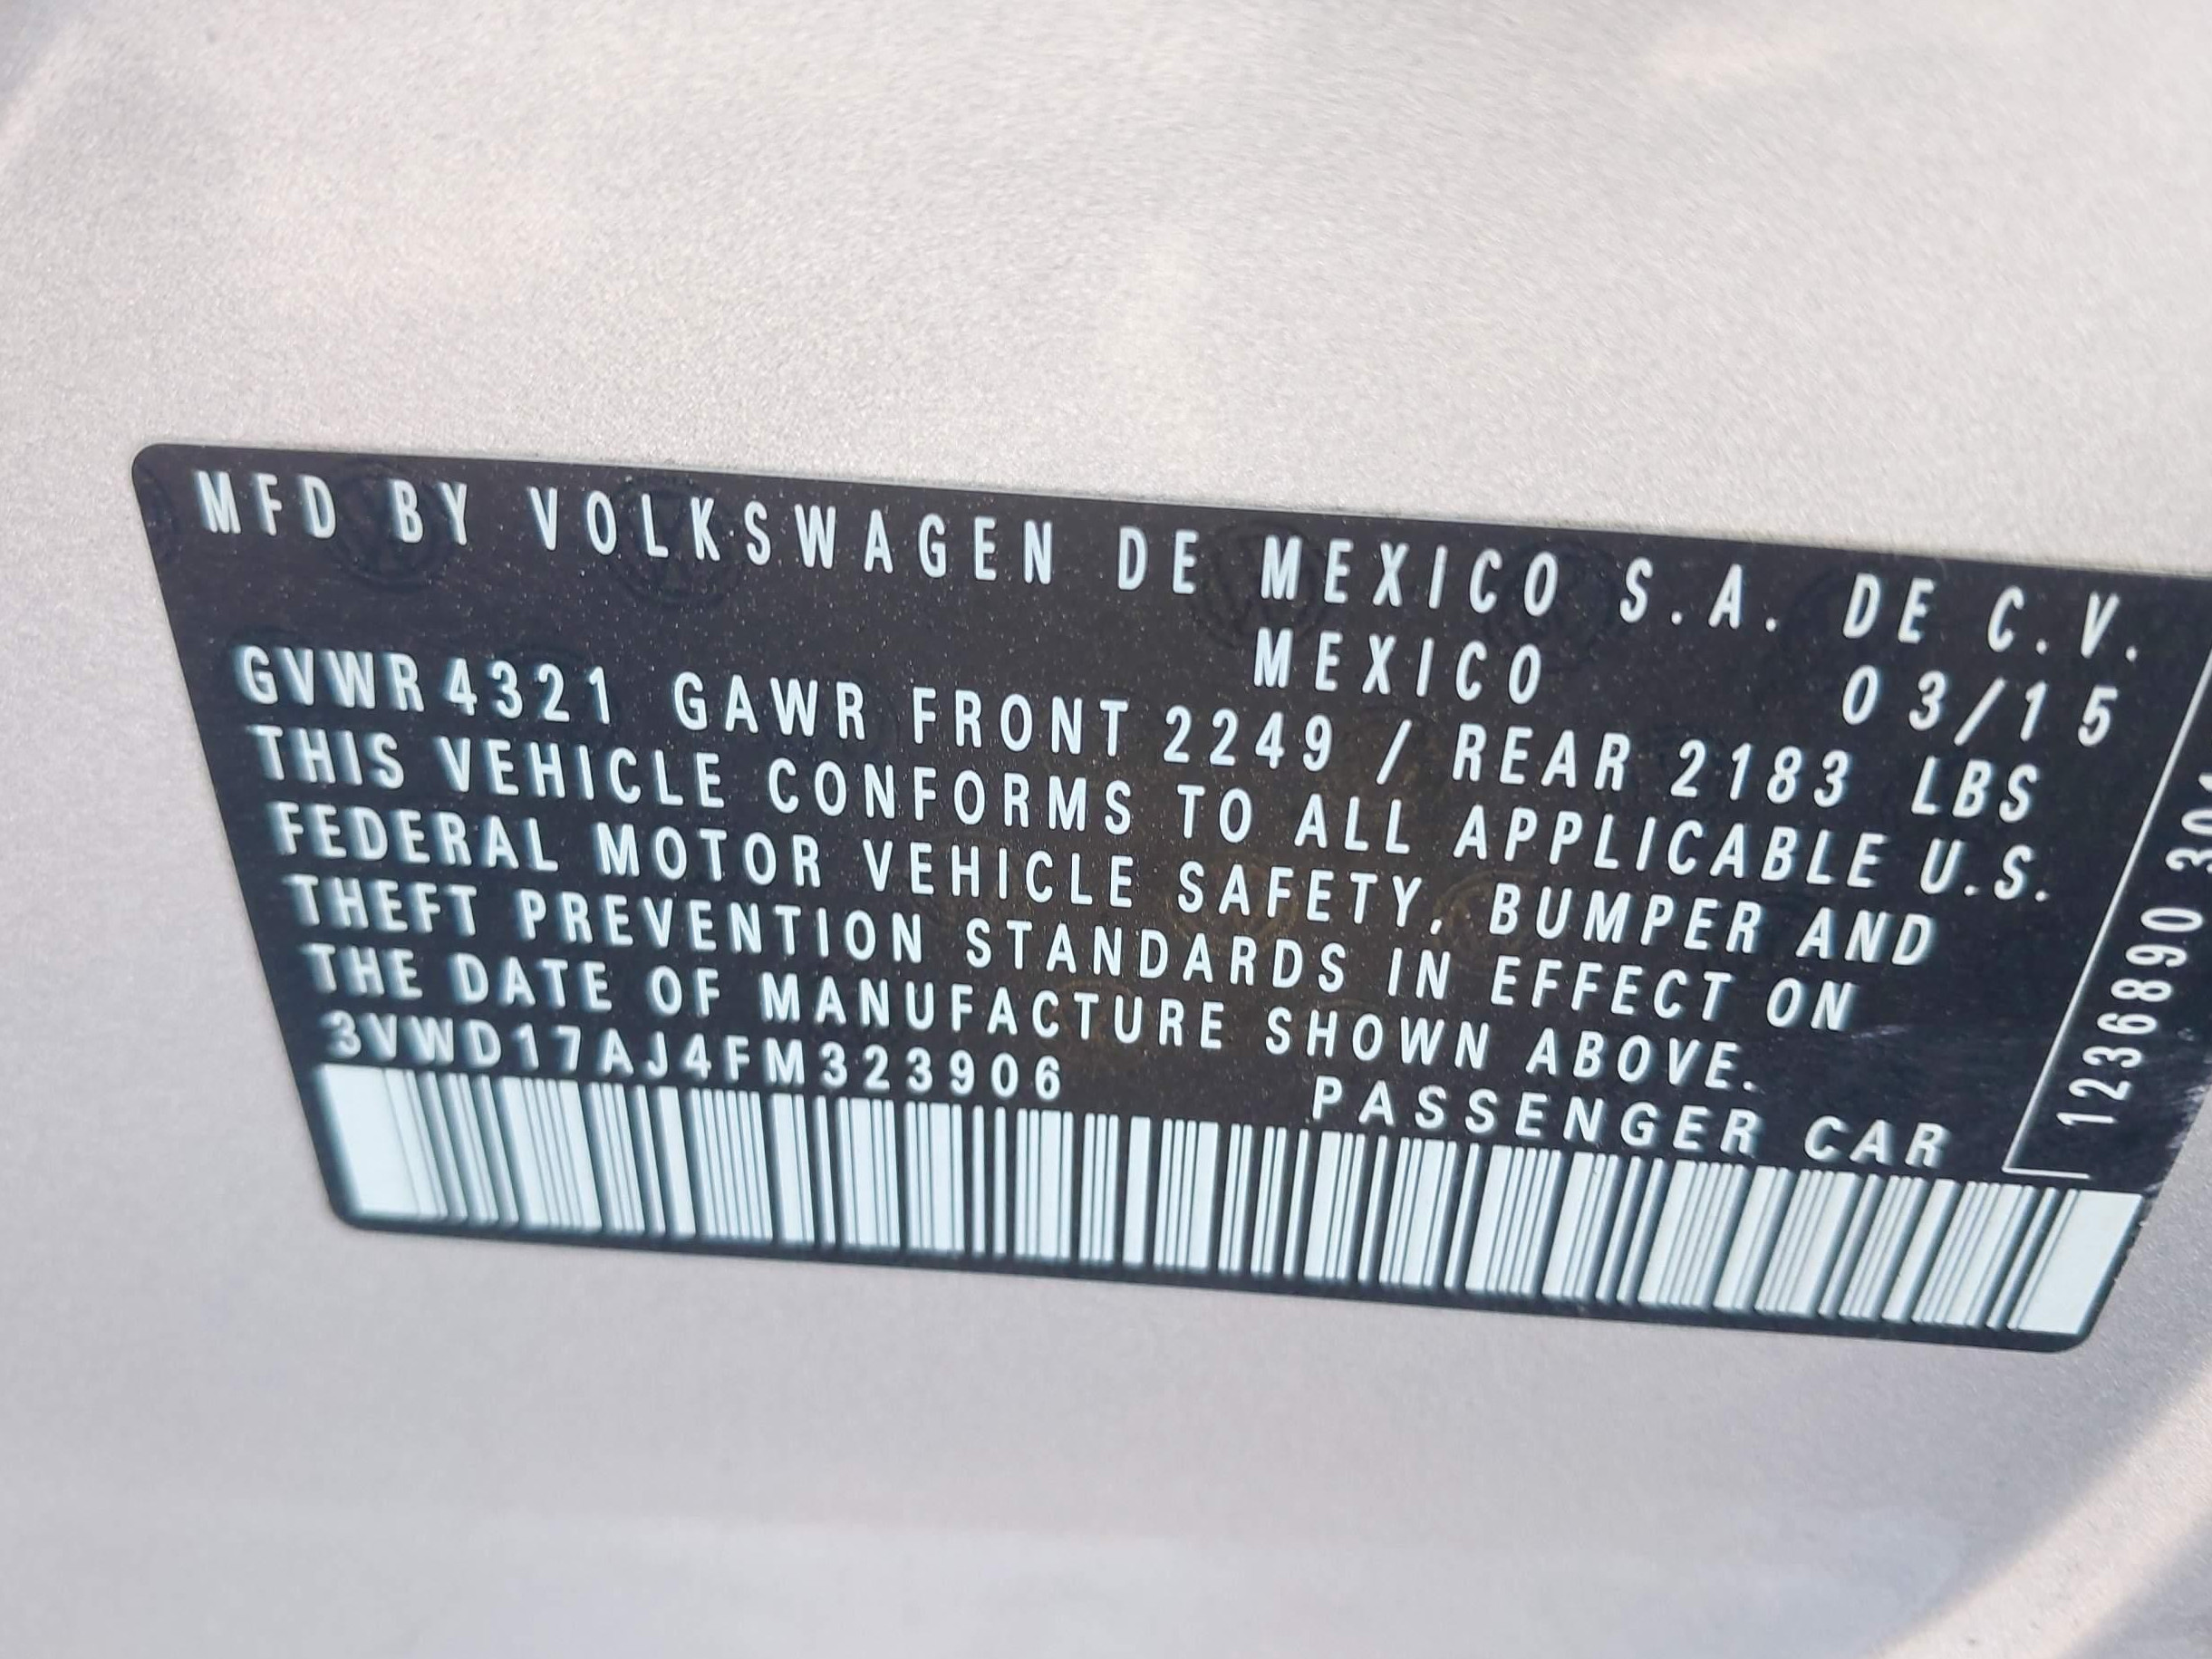 MFD BY VOLKSWAGEN DE MEXICO S.A. DE C.V.
MEXICO 03/15
GVWR 4321 GAWR FRONT 2249 / REAR 2183 LBS
THIS VEHICLE CONFORMS TO ALL APPLICABLE U.S.
FEDERAL MOTOR VEHICLE SAFETY, BUMPER AND
THEFT PREVENTION STANDARDS IN EFFECT ON
THE DATE OF MANUFACTURE SHOWN ABOVE.
3VWD17AJ4FM323906 PASSENGER CAR
1236890